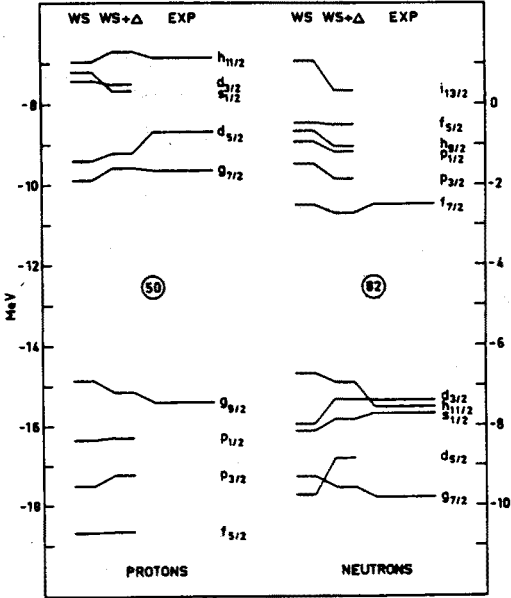 WS WS+Δ EXP WS WS+Δ EXP
h11/2
d3/2
s1/2
d5/2
g7/2
g9/2
p1/2
p3/2
f5/2
i13/2
f5/2
h9/2
p1/2
p3/2
f7/2
d3/2
h11/2
s1/2
d5/2
g7/2
50
82
-8
-10
-12
-14
-16
-18
MeV
0
-2
-4
-6
-8
-10
PROTONS NEUTRONS